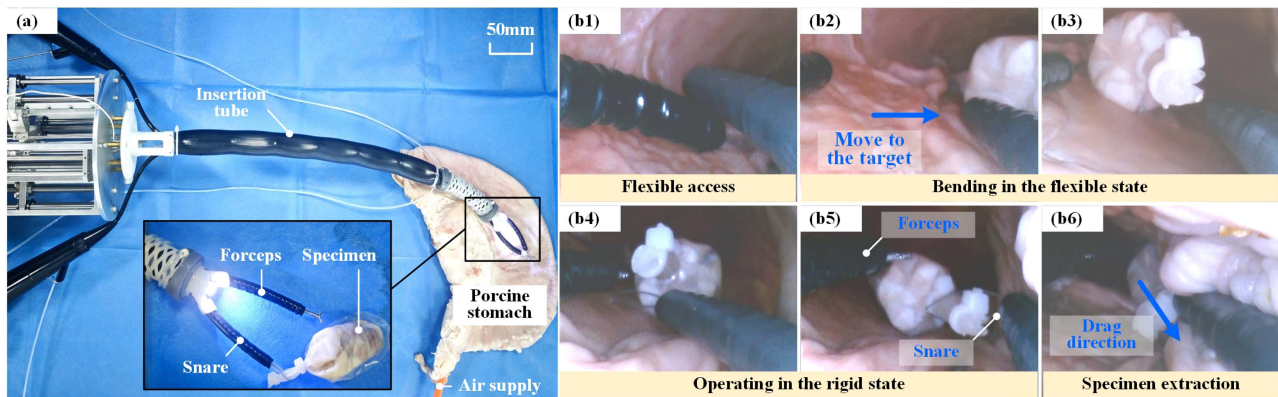 (a)
50mm
Insertion
tube
Forceps
Specimen
Snare
Porcine
stomach
Air supply
(b1)
(b2)
Move to
the target
(b3)
Flexible access
Bending in the flexible state
(b4)
(b5)
Forceps
Snare
(b6)
Drag
direction
Operating in the rigid state
Specimen extraction